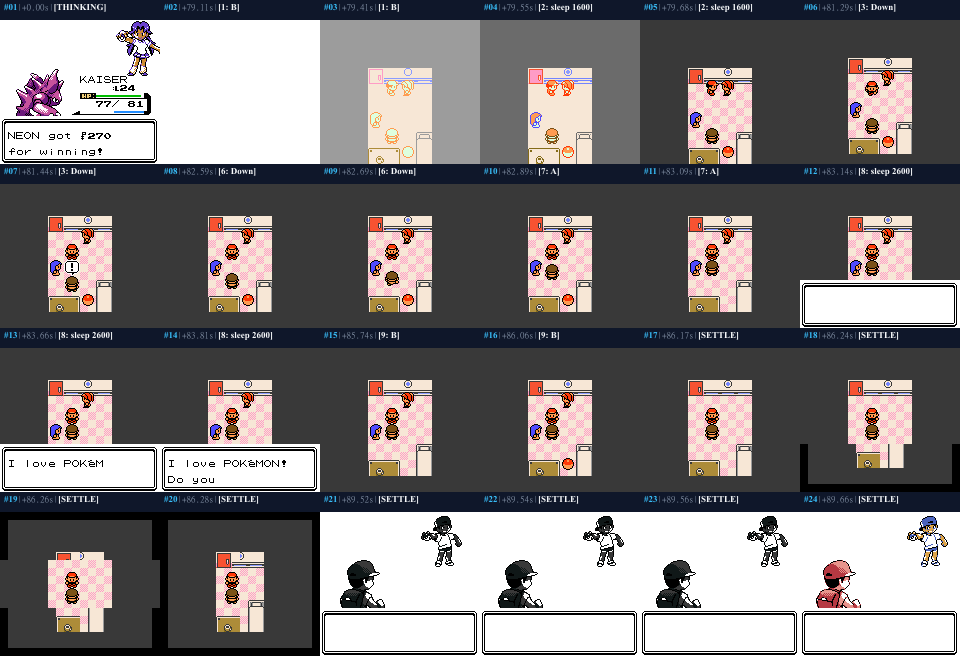 #01|+0.00s|[THINKING]
#02|+79.11s|[1: B]
#03|+79.41s|[1: B]
#04|+79.55s|[2: sleep 1600]
#05|+79.68s|[2: sleep 1600]
#06|+81.29s|[3: Down]
KAISER
:L24
HP:
77/ 81
NEON got ₽270
for winning!
#07|+81.44s|[3: Down]
#08|+82.59s|[6: Down]
#09|+82.69s|[6: Down]
#10|+82.89s|[7: A]
#11|+83.09s|[7: A]
#12|+83.14s|[8: sleep 2600]
!
#13|+83.66s|[8: sleep 2600]
#14|+83.81s|[8: sleep 2600]
#15|+85.74s|[9: B]
#16|+86.06s|[9: B]
#17|+86.17s|[SETTLE]
#18|+86.24s|[SETTLE]
I love POKéM
I love POKéMON!
Do you
#19|+86.26s|[SETTLE]
#20|+86.28s|[SETTLE]
#21|+89.52s|[SETTLE]
#22|+89.54s|[SETTLE]
#23|+89.56s|[SETTLE]
#24|+89.66s|[SETTLE]